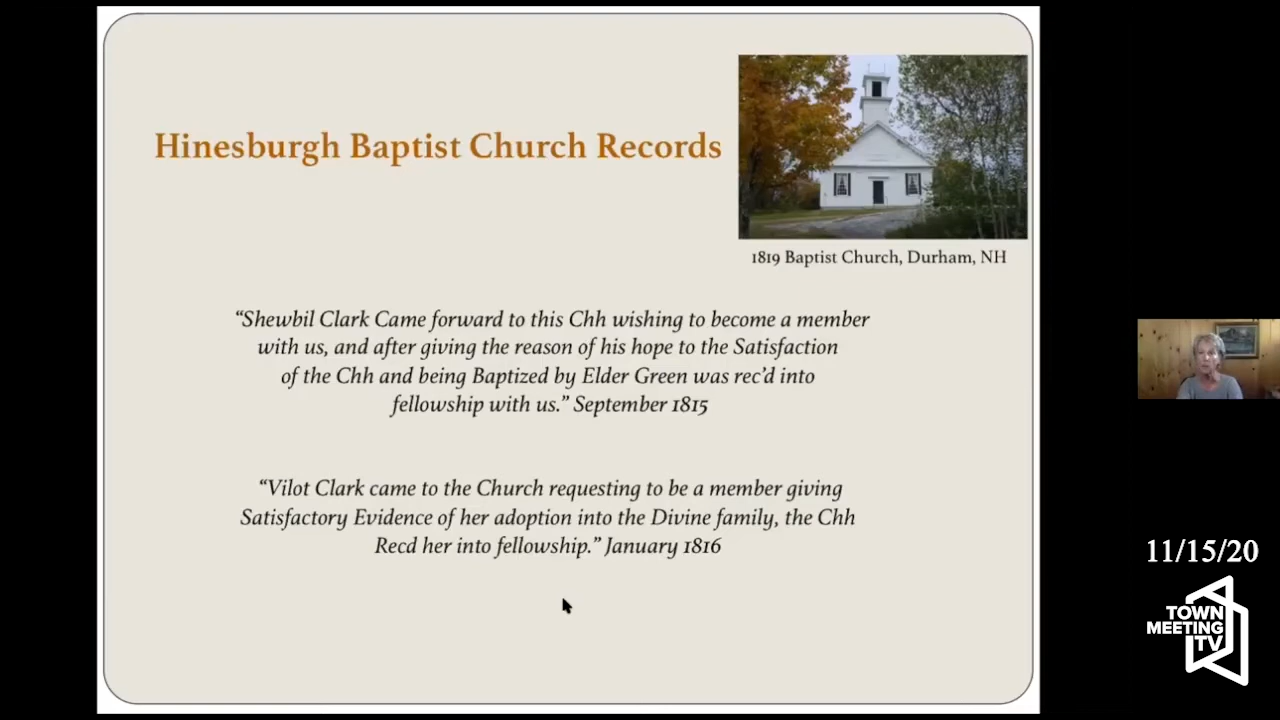 Hinesburgh Baptist Church Records
1819 Baptist Church, Durham, NH
“Shewbil Clark Came forward to this Chh wishing to become a member
with us, and after giving the reason of his hope to the Satisfaction
of the Chh and being Baptized by Elder Green was rec’d into
fellowship with us.” September 1815
“Vilot Clark came to the Church requesting to be a member giving
Satisfactory Evidence of her adoption into the Divine family, the Chh
Recd her into fellowship.” January 1816
11/15/20
TOWN
MEETING
TV